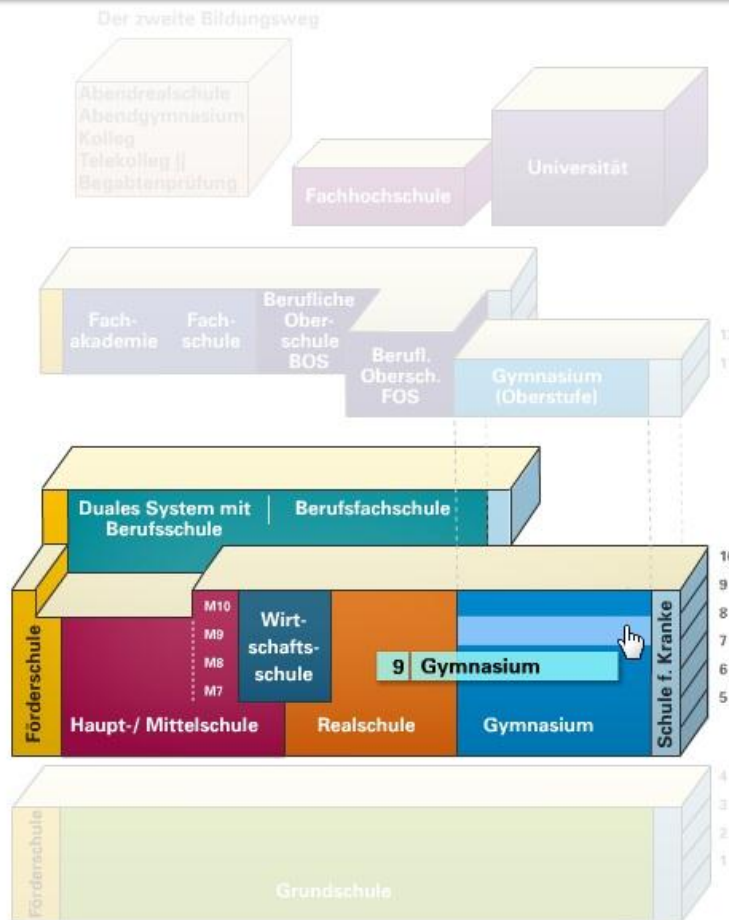 Der zweite Bildungsweg
Abendrealschule
Abendgymnasium
Kolleg
Telekolleg ||
Begabtenprüfung
Fachhochschule
Universität
Fach-
akademie
Fach-
schule
Berufliche
Ober-
schule
BOS
Berufl.
Obersch.
FOS
Gymnasium
(Oberstufe)
Duales System mit
Berufsschule
Berufsfachschule
10
9
8
7
6
5
Förderschule
M10
M9
M8
M7
Haupt-/ Mittelschule
Wirt-
schafts-
schule
Realschule
9 Gymnasium
Gymnasium
Schule f. Kranke
4
3
2
1
Förderschule
Grundschule